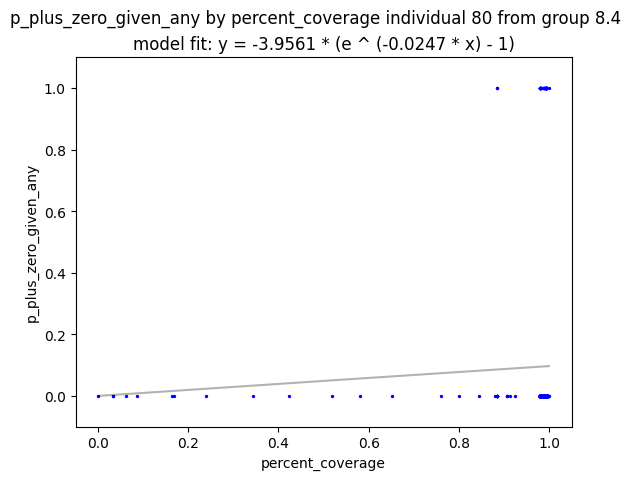 p_plus_zero_given_any by percent_coverage individual 80 from group 8.4
model fit: y = -3.9561 * (e ^ (-0.0247 * x) - 1)
1.0
0.8
0.6
0.4
0.2
0.0
p_plus_zero_given_any
0.0 0.2 0.4 0.6 0.8 1.0
percent_coverage